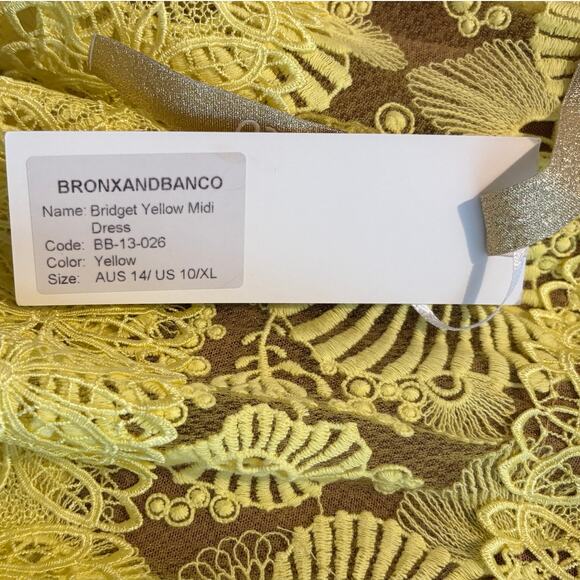 BRONXANDBANCO
Name: Bridget Yellow Midi
Dress
Code: BB-13-026
Color: Yellow
Size: AUS 14/ US 10/XL